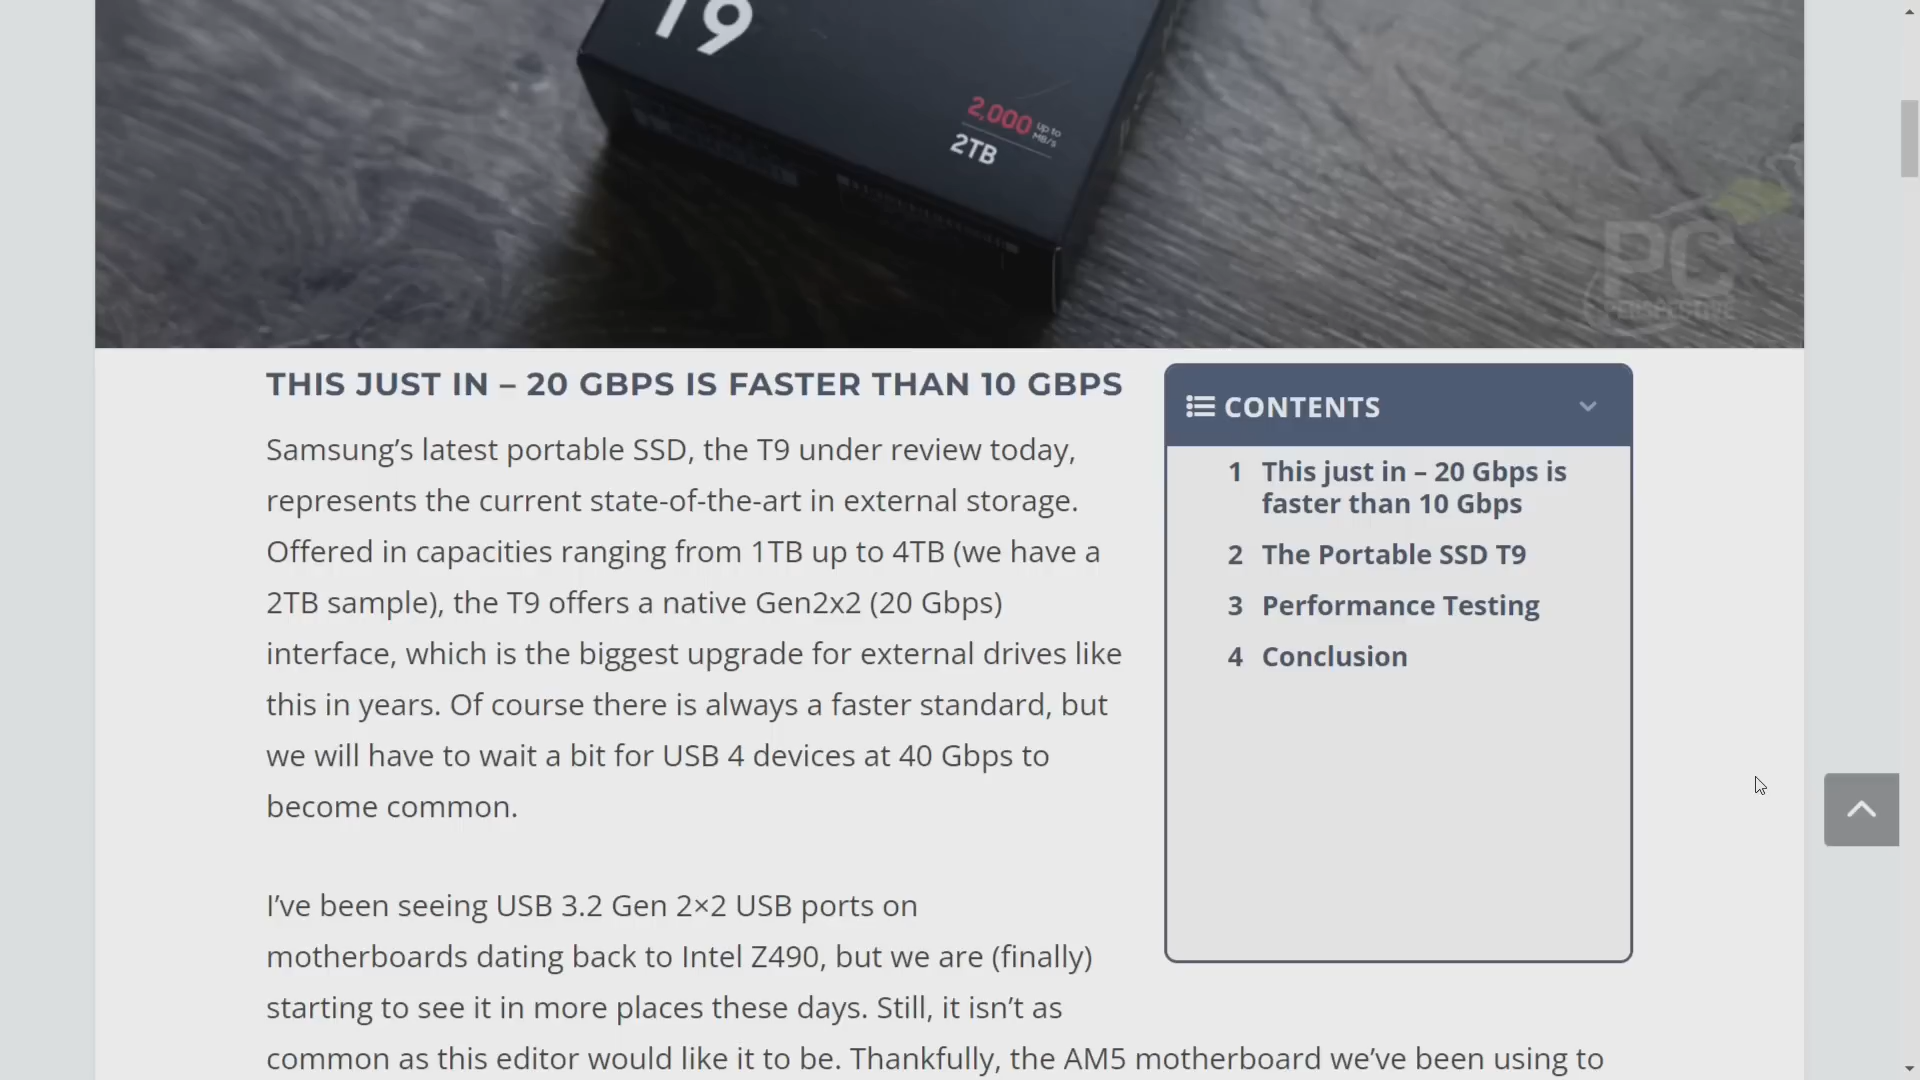 T9
2,000 Up to MB/s
2TB
PC
PERSPECTIVE
THIS JUST IN – 20 GBPS IS FASTER THAN 10 GBPS
Samsung’s latest portable SSD, the T9 under review today,
represents the current state-of-the-art in external storage.
Offered in capacities ranging from 1TB up to 4TB (we have a
2TB sample), the T9 offers a native Gen2x2 (20 Gbps)
interface, which is the biggest upgrade for external drives like
this in years. Of course there is always a faster standard, but
we will have to wait a bit for USB 4 devices at 40 Gbps to
become common.
I’ve been seeing USB 3.2 Gen 2×2 USB ports on
motherboards dating back to Intel Z490, but we are (finally)
starting to see it in more places these days. Still, it isn’t as
common as this editor would like it to be. Thankfully, the AM5 motherboard we’ve been using to
CONTENTS
1 This just in – 20 Gbps is
faster than 10 Gbps
2 The Portable SSD T9
3 Performance Testing
4 Conclusion